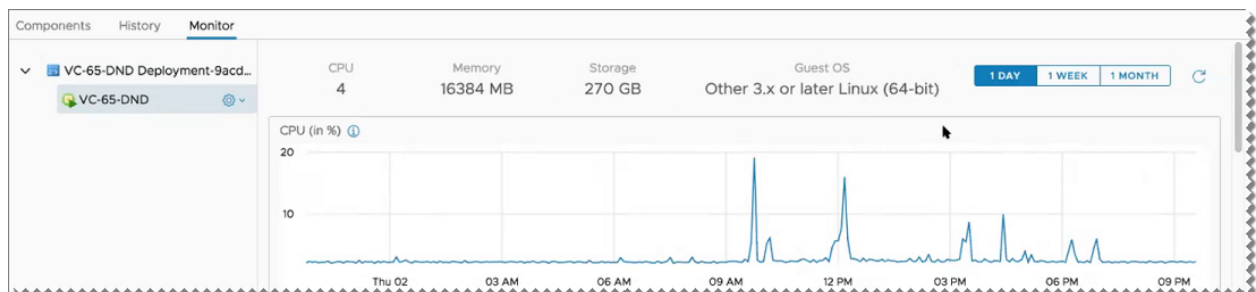 Components History Monitor
VC-65-DND Deployment-9acd...
VC-65-DND
CPU Memory Storage Guest OS
4 16384 MB 270 GB Other 3.x or later Linux (64-bit)
1 DAY 1 WEEK 1 MONTH
CPU (in %)
20
10
Thu 02 03 AM 06 AM 09 AM 12 PM 03 PM 06 PM 09 PM